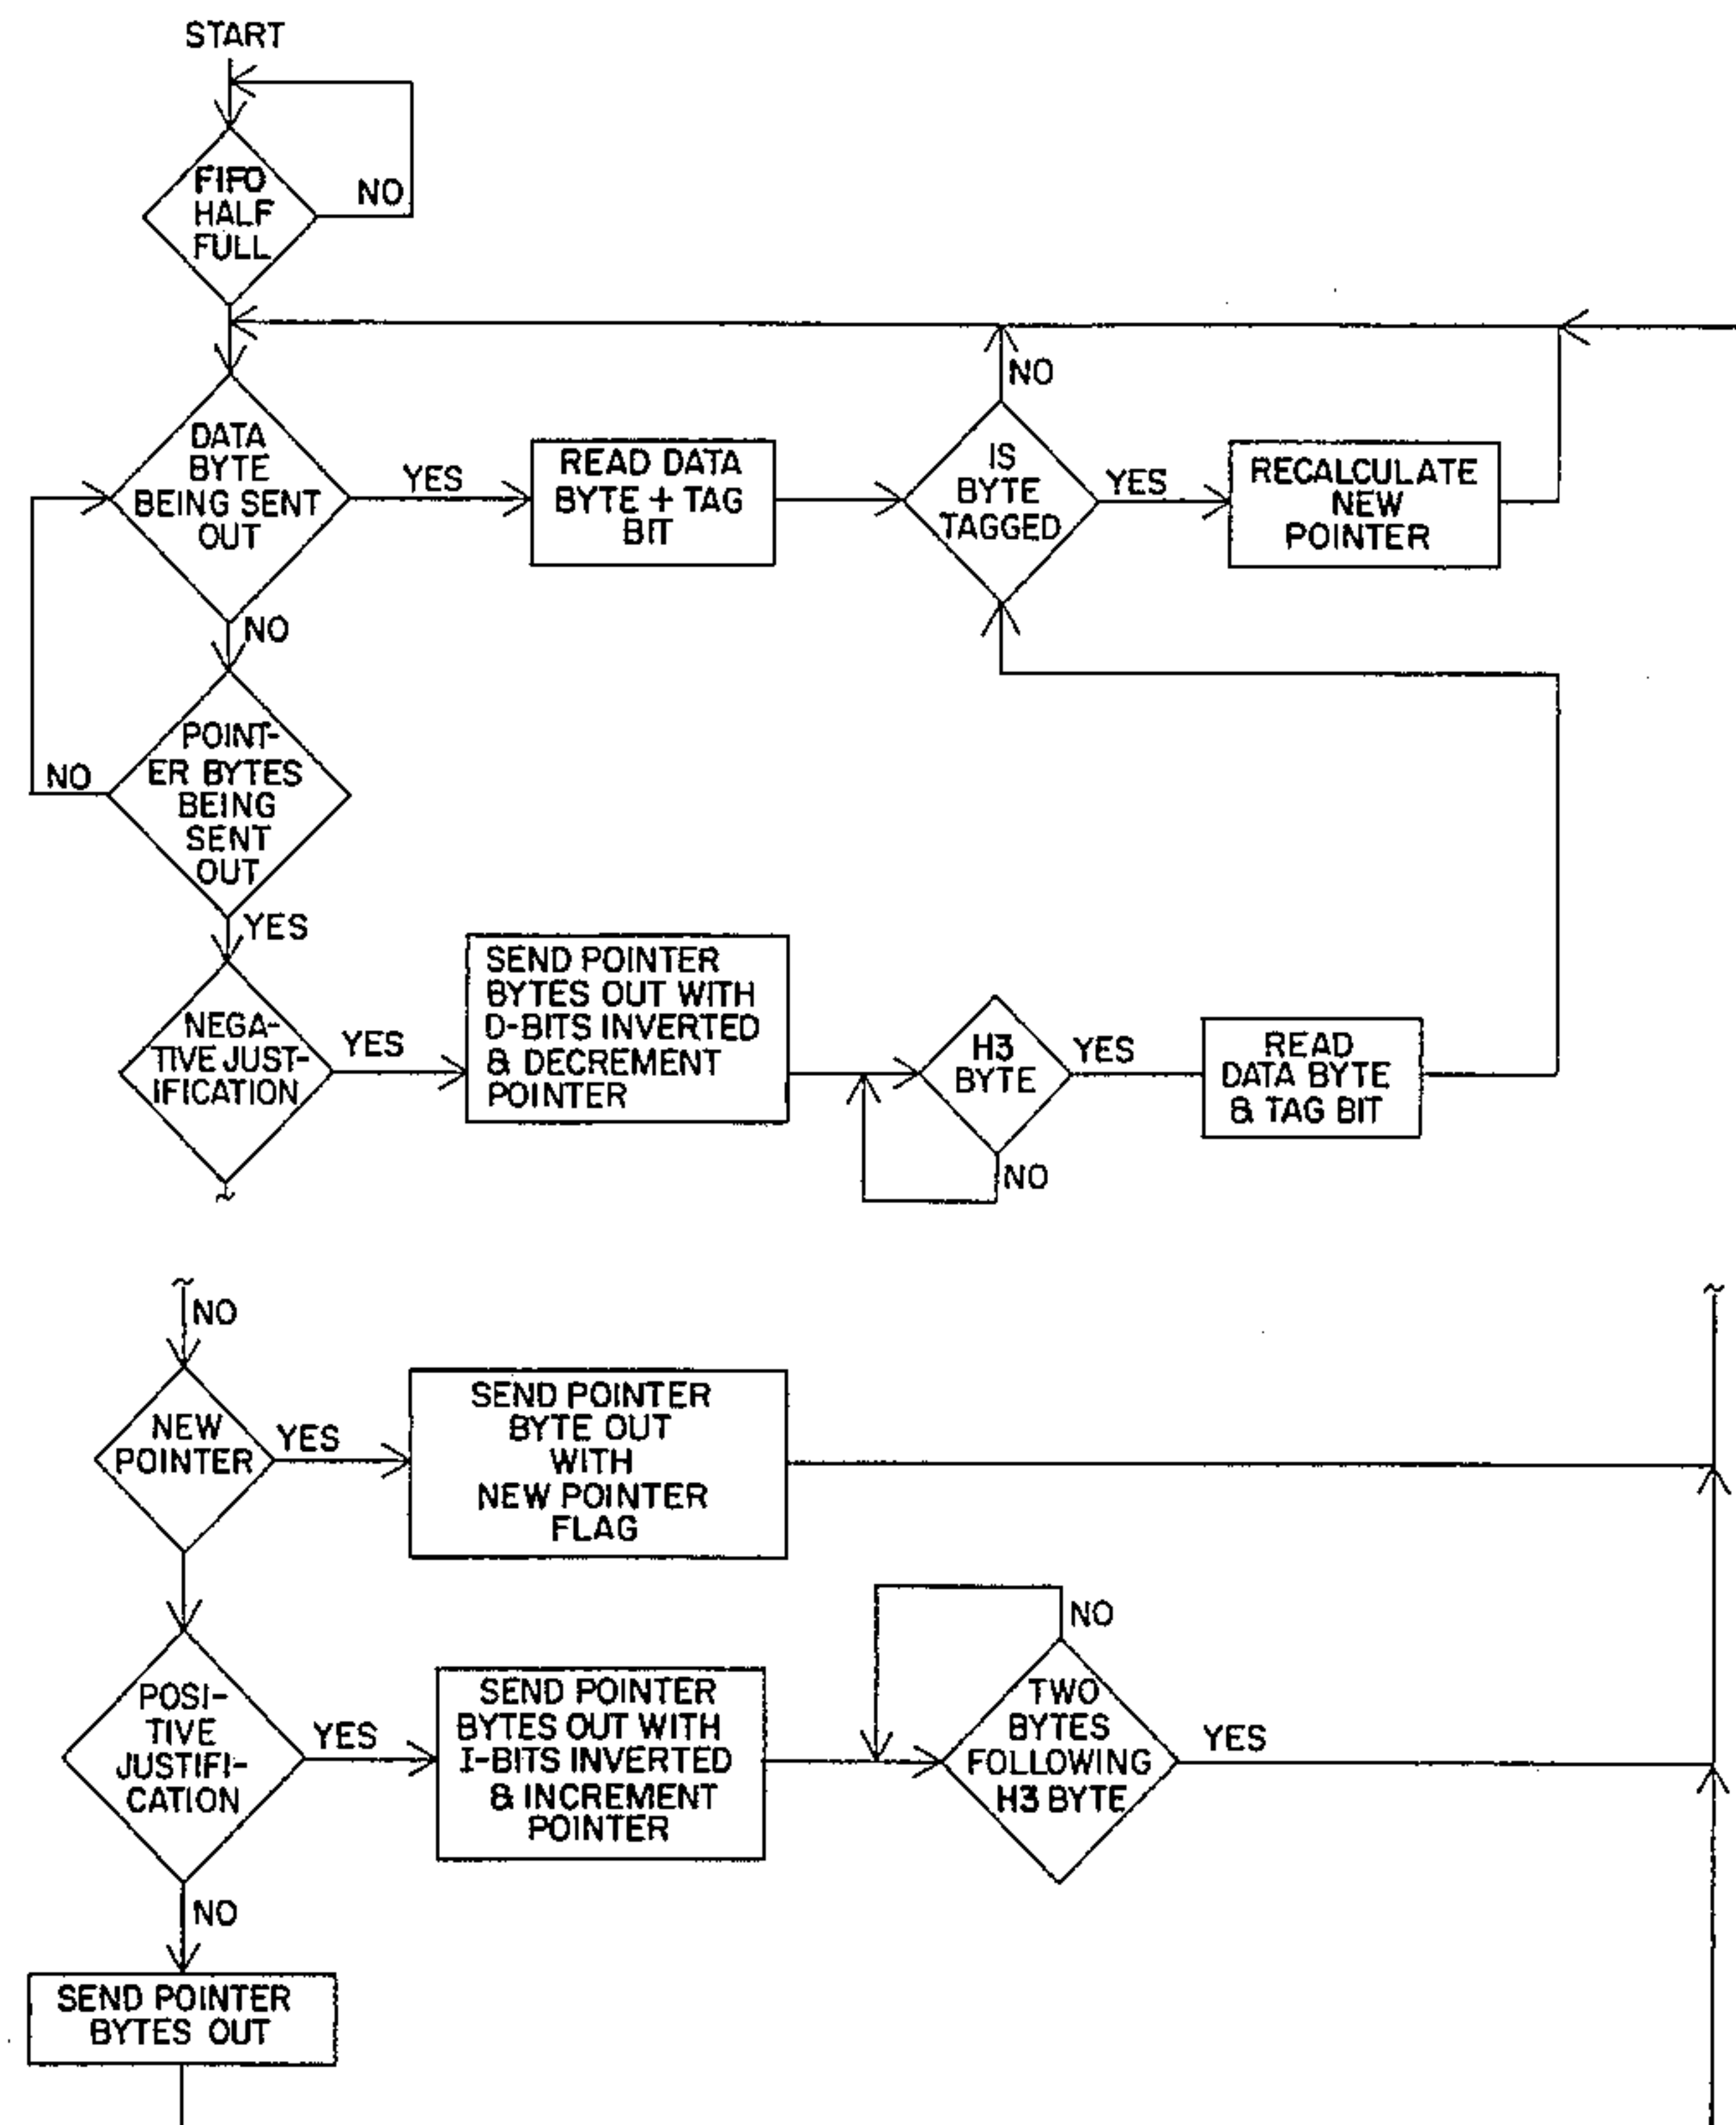 START
FIFO
HALF
FULL
NO
DATA
BYTE
BEING SENT
OUT
YES
READ DATA
BYTE + TAG
BIT
IS
BYTE
TAGGED
NO
YES
RECALCULATE
NEW
POINTER
NO
POINT-
ER BYTES
BEING
SENT
OUT
NO
YES
NEGA-
TIVE JUST-
IFICATION
YES
SEND POINTER
BYTES OUT WITH
D-BITS INVERTED
& DECREMENT
POINTER
H3
BYTE
YES
NO
READ
DATA BYTE
& TAG BIT
NO
NEW
POINTER
YES
SEND POINTER
BYTE OUT
WITH
NEW POINTER
FLAG
POSI-
TIVE
JUSTIFI-
CATION
YES
SEND POINTER
BYTES OUT WITH
I-BITS INVERTED
& INCREMENT
POINTER
NO
TWO
BYTES
FOLLOWING
H3 BYTE
YES
NO
SEND POINTER
BYTES OUT